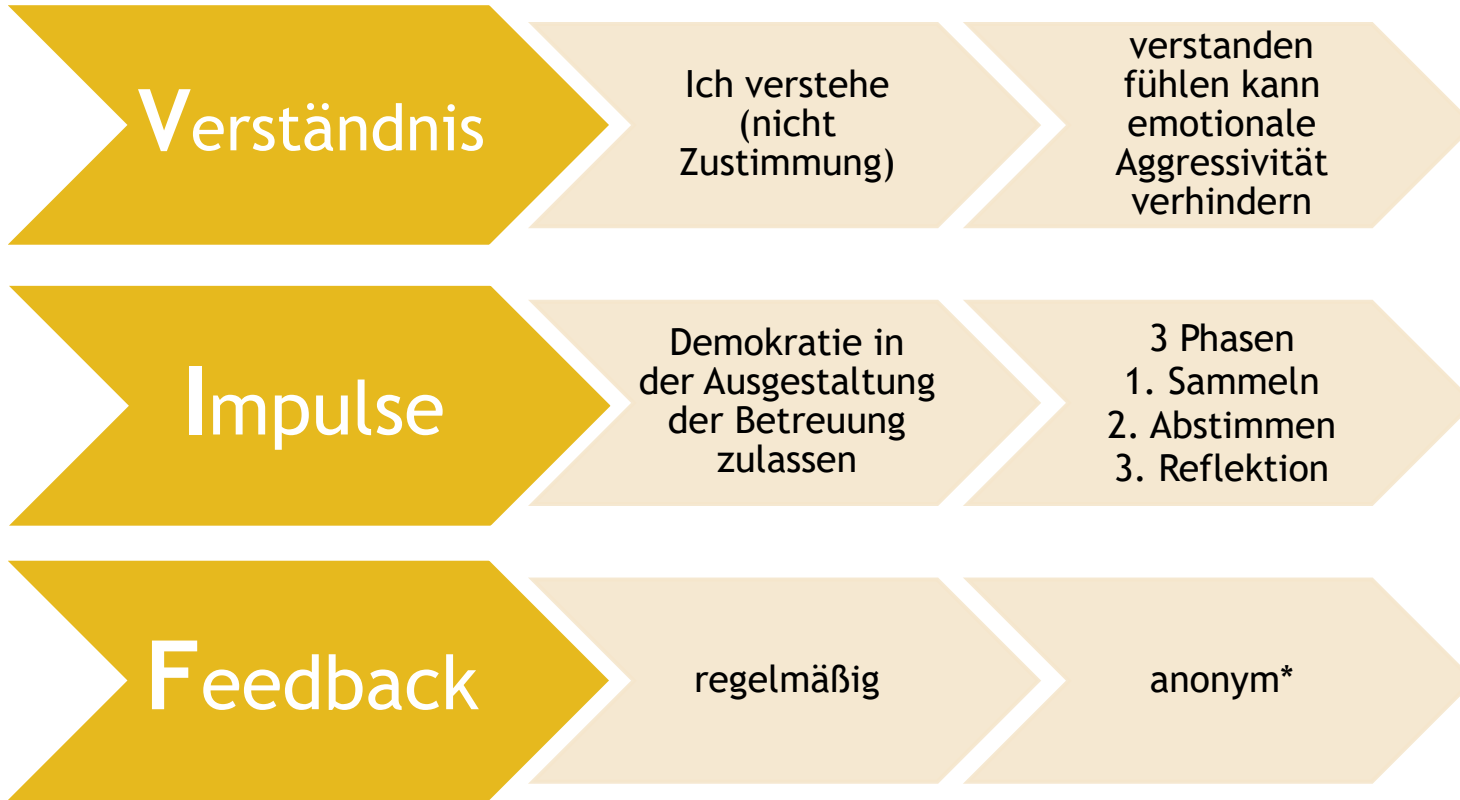 Verständnis
Ich verstehe
(nicht
Zustimmung)
verstanden
fühlen kann
emotionale
Aggressivität
verhindern
Impulse
Demokratie in
der Ausgestaltung
der Betreuung
zulassen
3 Phasen
1. Sammeln
2. Abstimmen
3. Reflektion
Feedback
regelmäßig
anonym*